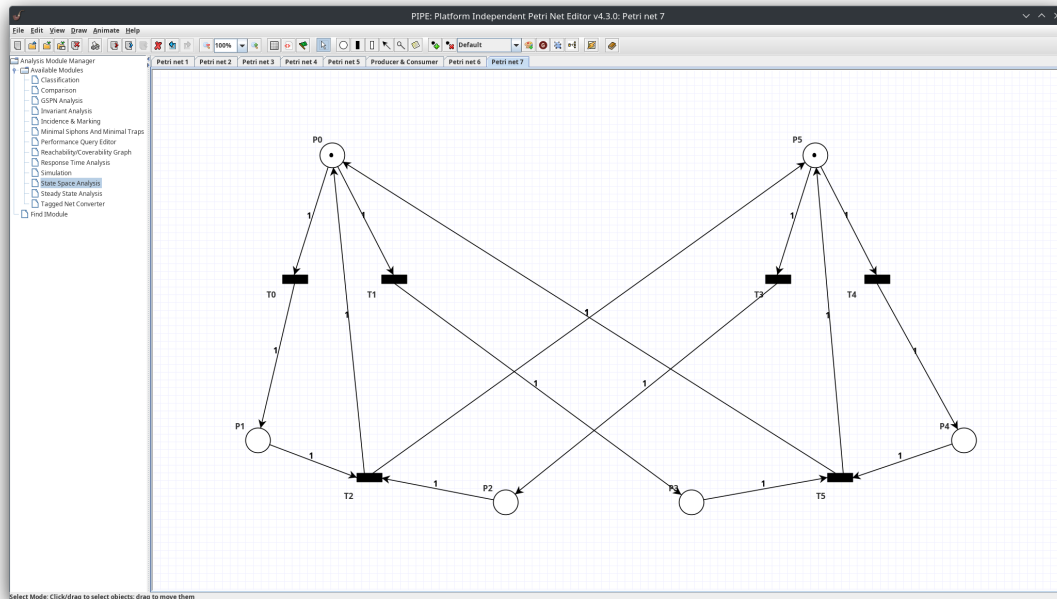 PIPE: Platform Independent Petri Net Editor v4.3.0: Petri net 7
File Edit View Draw Animate Help
100%
Default
Analysis Module Manager
Available Modules
Classification
Comparison
GSPN Analysis
Invariant Analysis
Incidence & Marking
Minimal Siphons And Minimal Traps
Performance Query Editor
Reachability/Coverability Graph
Response Time Analysis
Simulation
State Space Analysis
Steady State Analysis
Tagged Net Converter
Find IModule
Petri net 1 Petri net 2 Petri net 3 Petri net 4 Petri net 5 Producer & Consumer Petri net 6 Petri net 7
P0 P5
1 1 1 1
T0 T1 T3 T4
1 1 1
1 1
1 1
P1 P4
1 1
P2 P3
1 1
T2 T5
Select Mode: Click/drag to select objects; drag to move them